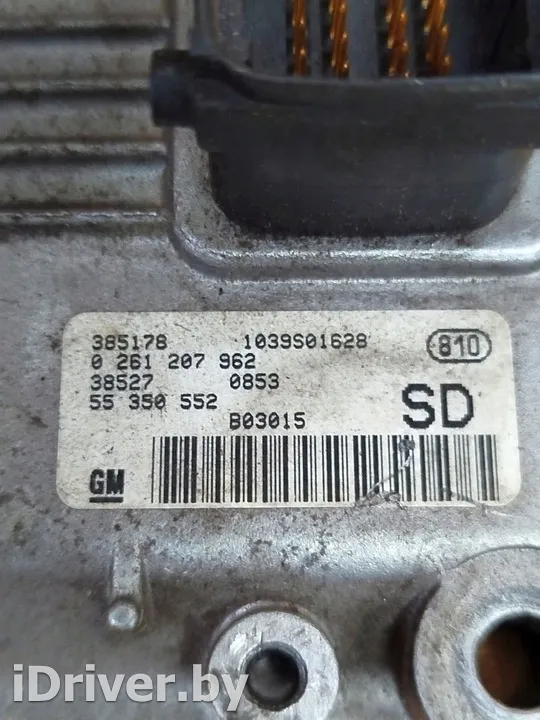 385178 1039S01628 810
0 261 207 962
38527 0853
55 350 552 SD
B03015
GM
iDriver.by